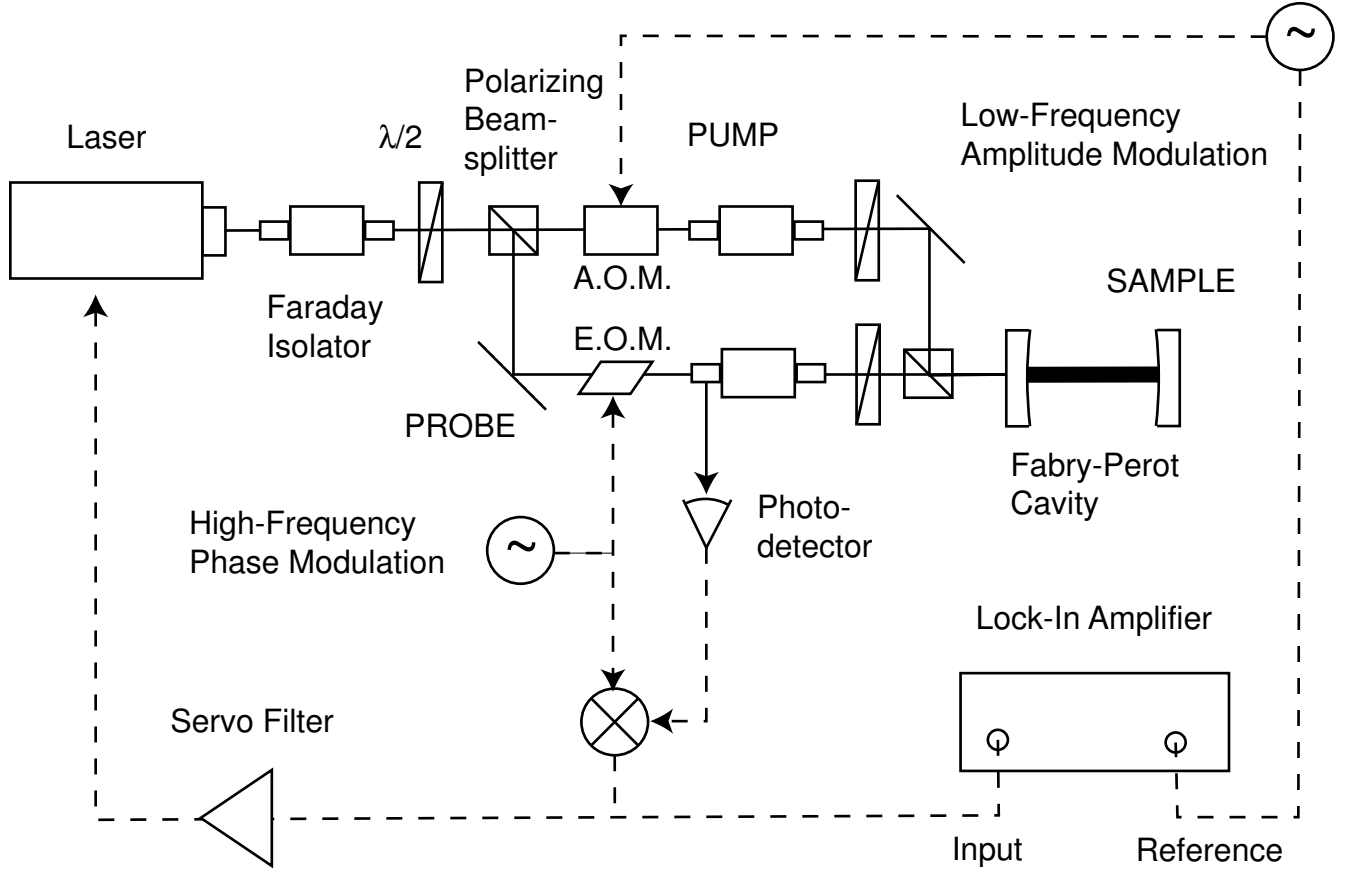 Laser
λ/2
Polarizing
Beam-
splitter
PUMP
Low-Frequency
Amplitude Modulation
~
A.O.M.
Faraday
Isolator
E.O.M.
SAMPLE
PROBE
Fabry-Perot
Cavity
High-Frequency
Phase Modulation
~
Photo-
detector
Lock-In Amplifier
Servo Filter
Input
Reference